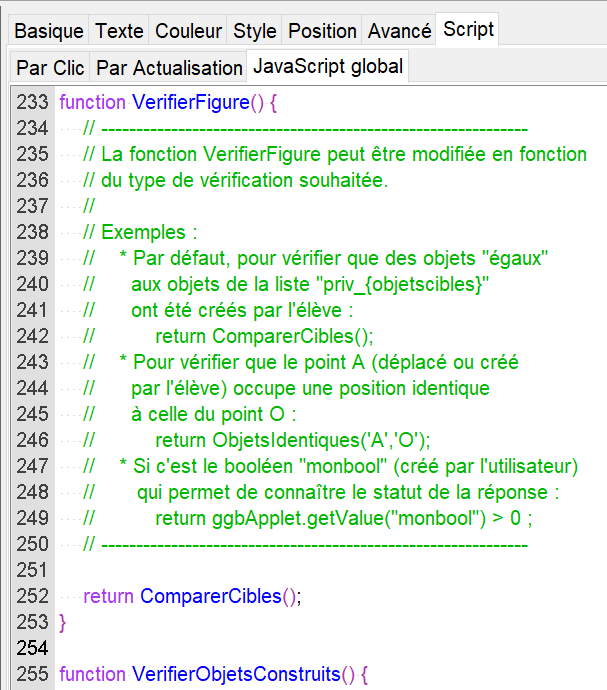 Basique Texte Couleur Style Position Avancé Script
Par Clic Par Actualisation JavaScript global
233 function VerifierFigure() {
234 // -------------------------------------------------------------
235 // La fonction VerifierFigure peut être modifiée en fonction
236 // du type de vérification souhaitée.
237 //
238 // Exemples :
239 // * Par défaut, pour vérifier que des objets "égaux"
240 // aux objets de la liste "priv_{objetscibles}"
241 // ont été créés par l'élève :
242 // return ComparerCibles();
243 // * Pour vérifier que le point A (déplacé ou créé
244 // par l'élève) occupe une position identique
245 // à celle du point O :
246 // return ObjetsIdentiques('A','O');
247 // * Si c'est le booléen "monbool" (créé par l'utilisateur)
248 // qui permet de connaître le statut de la réponse :
249 // return ggbApplet.getValue("monbool") > 0 ;
250 // -------------------------------------------------------------
251
252 return ComparerCibles();
253 }
254
255 function VerifierObjetsConstruits() {